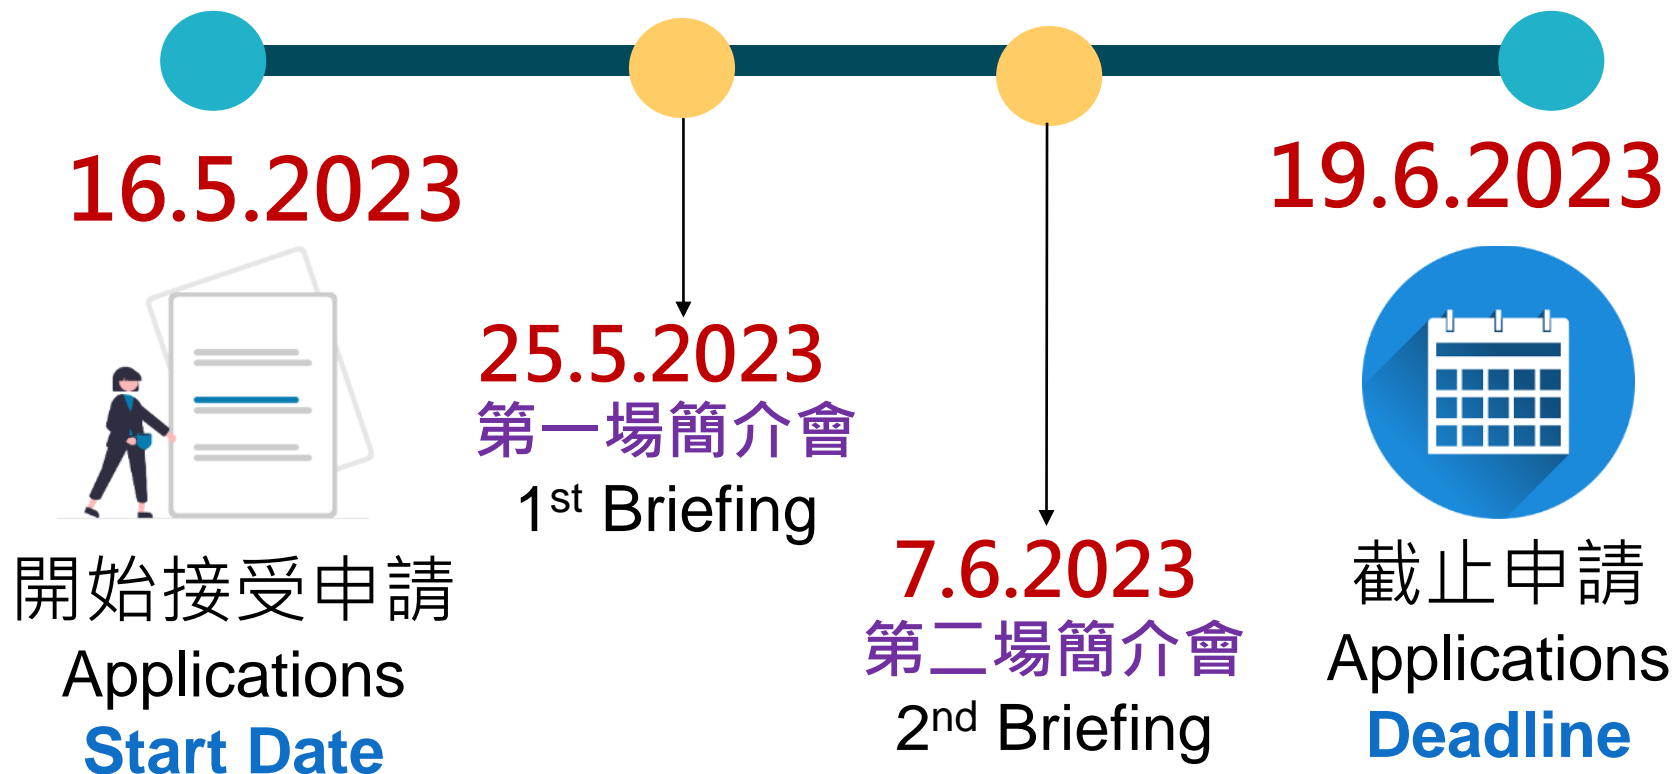 16.5.2023
開始接受申請
Applications
Start Date
25.5.2023
第一場簡介會
1st Briefing
7.6.2023
第二場簡介會
2nd Briefing
19.6.2023
截止申請
Applications
Deadline